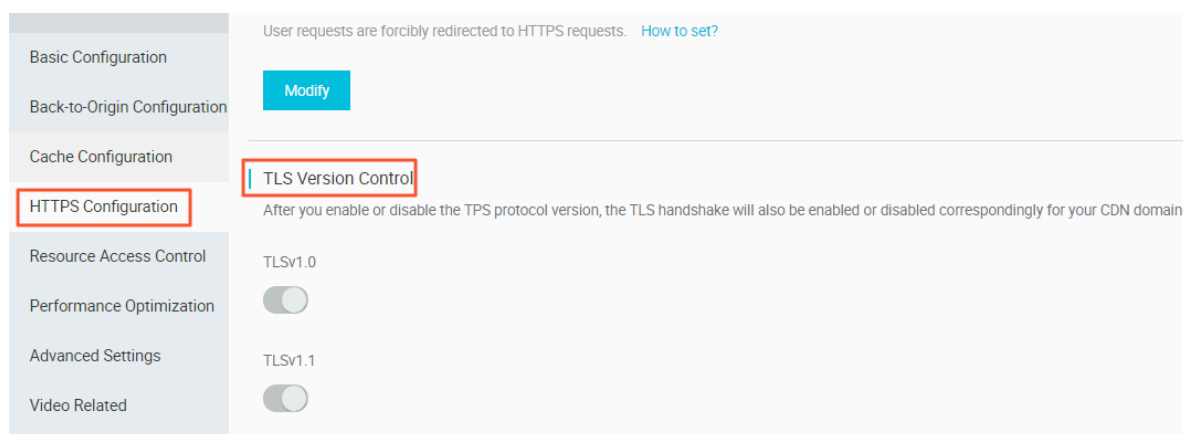 User requests are forcibly redirected to HTTPS requests. How to set?
Basic Configuration
Modify
Back-to-Origin Configuration
Cache Configuration
TLS Version Control
HTTPS Configuration
After you enable or disable the TPS protocol version, the TLS handshake will also be enabled or disabled correspondingly for your CDN domain
Resource Access Control
TLSv1.0
Performance Optimization
Advanced Settings
TLSv1.1
Video Related